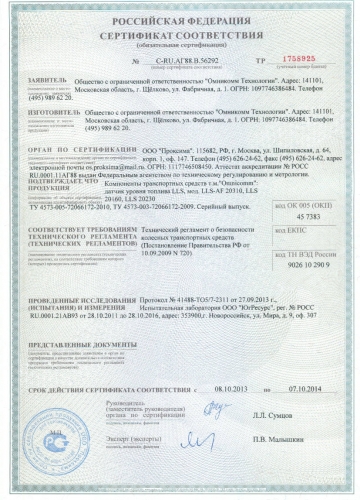 РОССИЙСКАЯ ФЕДЕРАЦИЯ
СЕРТИФИКАТ СООТВЕТСТВИЯ
(обязательная сертификация)
№ C-RU.АГ88.В.56292 ТР 1755925
ЗАЯВИТЕЛЬ Общество с ограниченной ответственностью "Омникомм Технологии". Адрес: 141101,
Московская область, г. Щёлково, ул. Фабричная, д. 1. ОГРН: 1097746386484. Телефон
(495) 989 62 20.
ИЗГОТОВИТЕЛЬ Общество с ограниченной ответственностью "Омникомм Технологии". Адрес: 141101,
Московская область, г. Щёлково, ул. Фабричная, д. 1. ОГРН: 1097746386484. Телефон
(495) 989 62 20.
ОРГАН ПО СЕРТИФИКАЦИИ ООО "Проксима". 115682, РФ, г. Москва, ул. Шипиловская, д. 64,
корп. 1, оф. 147. Телефон (495) 626-24-62, факс (495) 626-24-62, адрес
электронной почты os.proksima@mail.ru. ОГРН: 1117746508450. Аттестат аккредитации № РОСС
RU.0001.11АГ88 выдан Федеральным агентством по техническому регулированию и метрологии.
ПОДТВЕРЖДАЕТ, ЧТО
ПРОДУКЦИЯ
Компоненты транспортных средств т.м."Omnicomm":
датчик уровня топлива LLS, мод. LLS-AF 20310, LLS
20160, LLS 20230
ТУ 4573-005-72066172-2010, ТУ 4573-003-72066172-2009. Серийный выпуск.
код ОК 005 (ОКП)
45 7383
СООТВЕТСТВУЕТ ТРЕБОВАНИЯМ
ТЕХНИЧЕСКОГО РЕГЛАМЕНТА
(ТЕХНИЧЕСКИХ РЕГЛАМЕНТОВ)
Технический регламент о безопасности
колесных транспортных средств
(Постановление Правительства РФ от
10.09.2009 N 720)
код ЕКПС
код ТН ВЭД России
9026 10 290 9
ПРОВЕДЕННЫЕ ИССЛЕДОВАНИЯ
(ИСПЫТАНИЯ) И ИЗМЕРЕНИЯ
Протокол № 41488-ТО5/7-2311 от 27.09.2013 г.,
Испытательная лаборатория ООО "ЮгРесурс", рег. № РОСС
RU.0001.21АВ93 от 28.10.2011 до 28.10.2016, адрес: 353900, г. Новороссийск, ул. Мира, д. 9, оф. 307
ПРЕДСТАВЛЕННЫЕ ДОКУМЕНТЫ
СРОК ДЕЙСТВИЯ СЕРТИФИКАТА СООТВЕТСТВИЯ с 08.10.2013 по 07.10.2014
Руководитель
(заместитель руководителя)
органа по сертификации
Л.Л. Сумцов
Эксперт (эксперты)
П.В. Малышкин